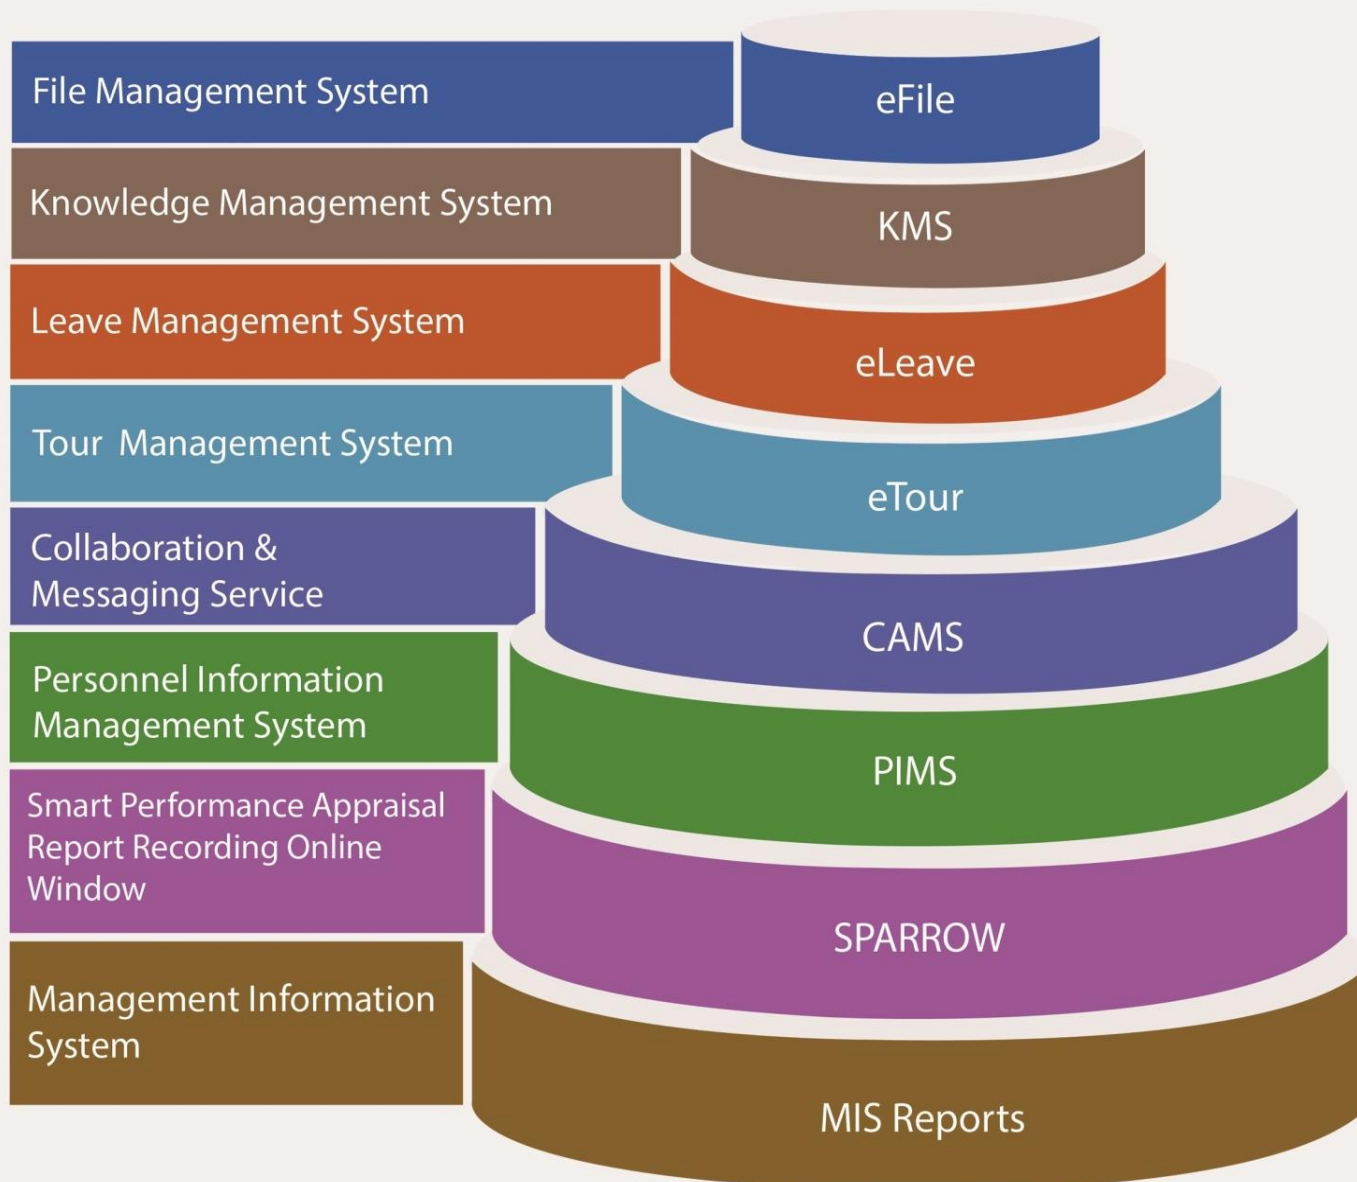 File Management System
eFile
Knowledge Management System
KMS
Leave Management System
eLeave
Tour  Management System
eTour
Collaboration &
Messaging Service
CAMS
Personnel Information
Management System
PIMS
Smart Performance Appraisal
Report Recording Online
Window
SPARROW
Management Information
System
MIS Reports